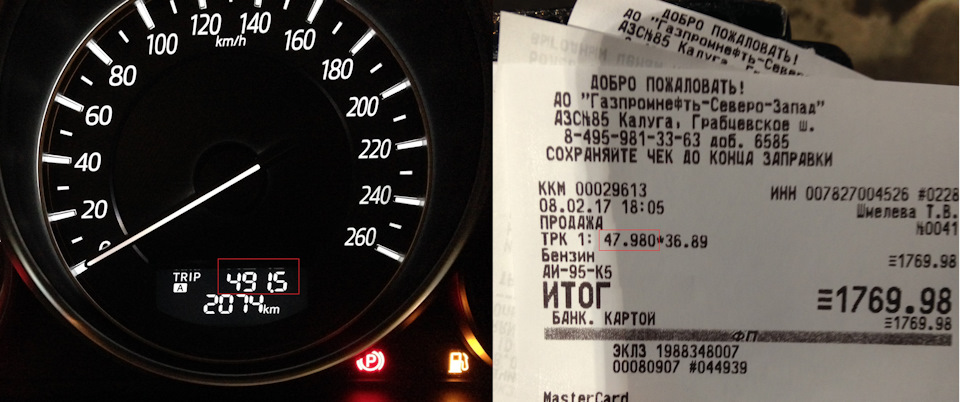 20
40
60
80
100
120
140
160
180
200
220
240
260
km/h
TRIP A 491.5
2074 km
P
ДОБРО ПОЖАЛОВАТЬ!
АО "Газпромнефть-Северо-
АЗС№85 Калуга,
ДОБРО ПОЖАЛОВАТЬ!
АО "Газпромнефть-Северо-Запад"
АЗС№85 Калуга, Грабцевское ш.
8-495-981-33-63 доб. 6585
СОХРАНЯЙТЕ ЧЕК ДО КОНЦА ЗАПРАВКИ
ККМ 00029613 ИНН 007827004526 #0228
08.02.17 18:05 Шмелева Т.В.
ПРОДАЖА №0041
ТРК 1: 47.980*36.89
Бензин ≡1769.98
АИ-95-К5
ИТОГ ≡1769.98
БАНК. КАРТОЙ ≡1769.98
ФП
ЭКЛЗ 1988348007
00080907 #044939
MasterCard